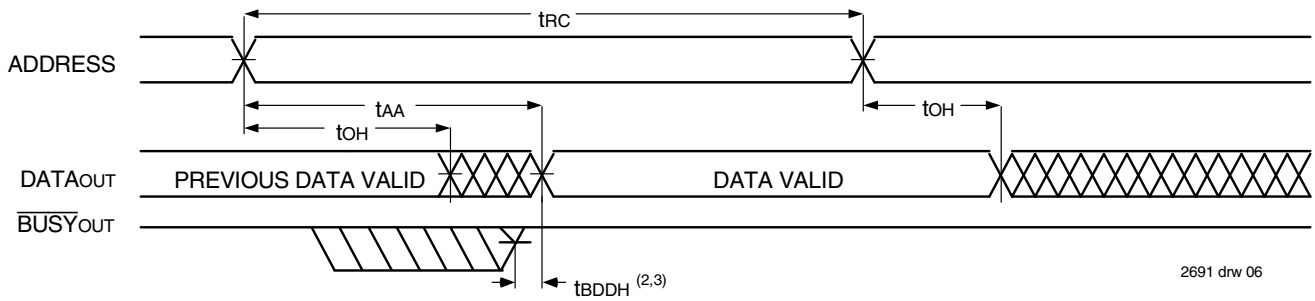 tRC
ADDRESS
tAA
tOH
tOH
DATAOUT
PREVIOUS DATA VALID
DATA VALID
BUSYOUT
tBDDH (2,3)
2691 drw 06